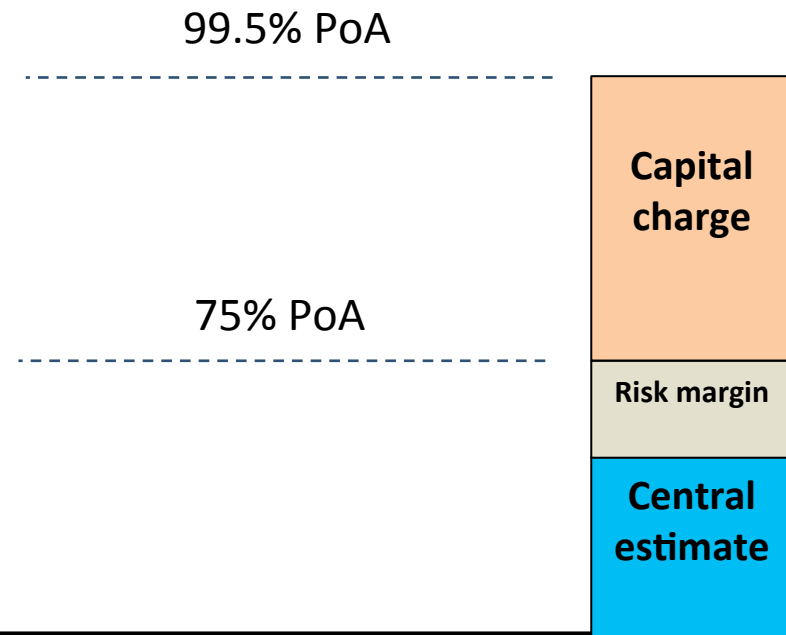 99.5% PoA
Capital
charge
75% PoA
Risk margin
Central
estimate